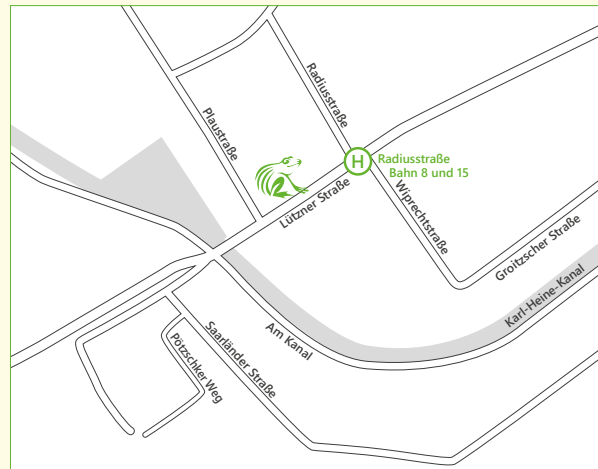 Radiusstraße
Plaustraße
H
Radiusstraße
Bahn 8 und 15
Lützner Straße
Wiprechtstraße
Groitzscher Straße
Karl-Heine-Kanal
Am Kanal
Saarländer Straße
Pötzschker Weg